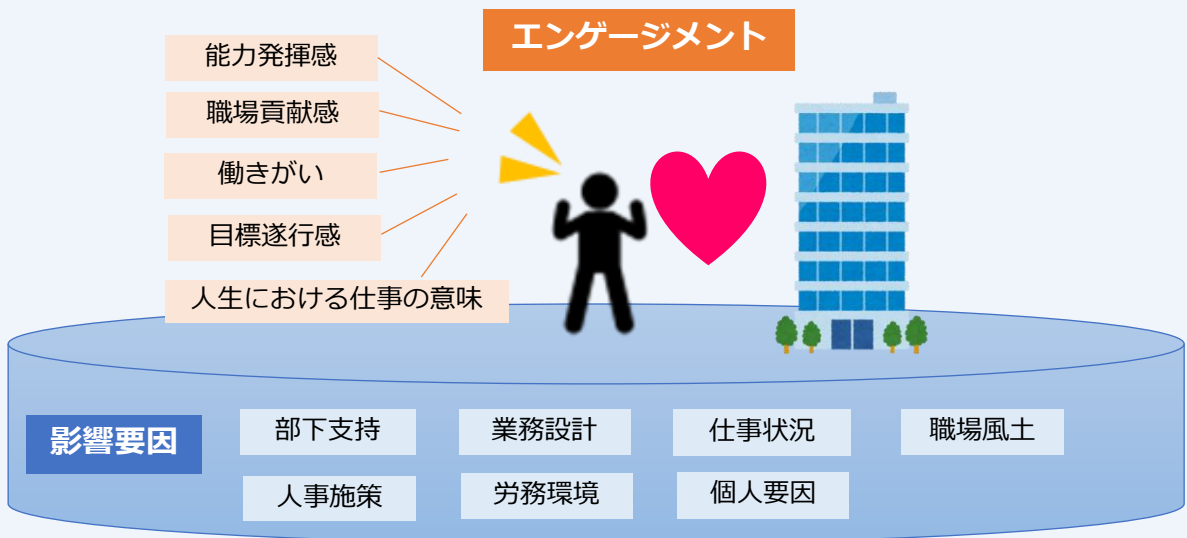 エンゲージメント
能力発揮感
職場貢献感
働きがい
目標遂行感
人生における仕事の意味
影響要因
部下支持
業務設計
仕事状況
職場風土
人事施策
労務環境
個人要因